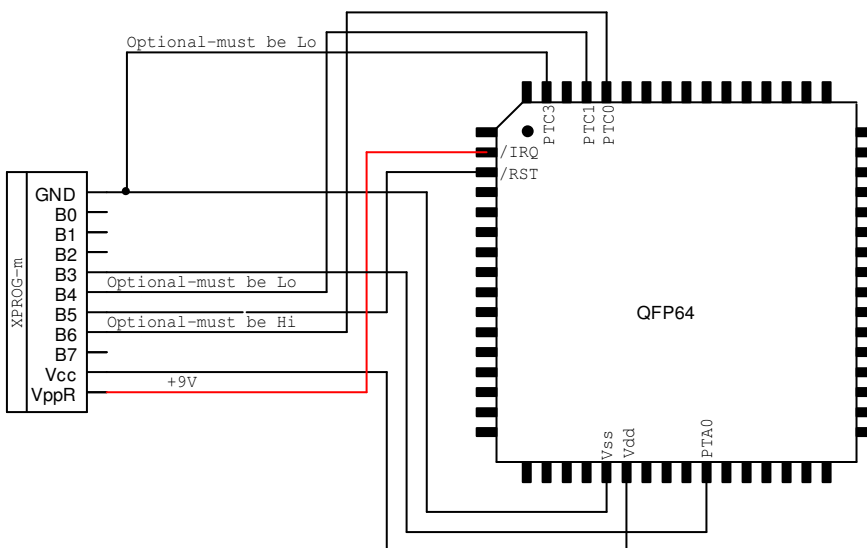 Optional-must be Lo
PTC3
PTC1
PTC0
/IRQ
/RST
XPROG-m
GND
B0
B1
B2
B3
B4
Optional-must be Lo
B5
B6
Optional-must be Hi
B7
Vcc
VppR
+9V
QFP64
Vss
Vdd
PTA0